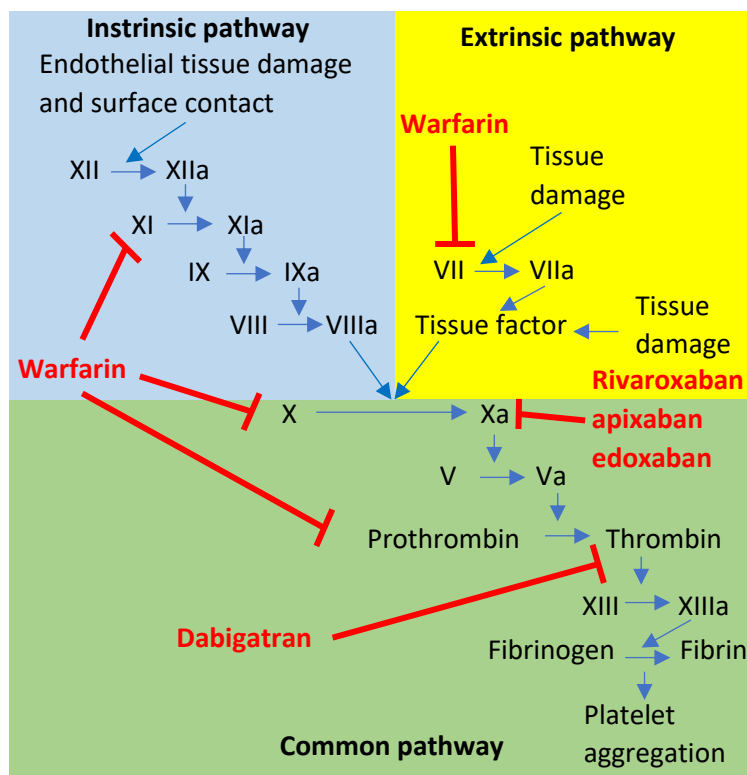 Instrinsic pathway
Endothelial tissue damage
and surface contact
XII XIIa
XI XIa
IX IXa
VIII VIIIa
Warfarin
Extrinsic pathway
Warfarin
Tissue
damage
VII VIIa
Tissue factor
Tissue
damage
Rivaroxaban
apixaban
edoxaban
X Xa
V Va
Prothrombin Thrombin
Dabigatran
XIII XIIIa
Fibrinogen Fibrin
Platelet
aggregation
Common pathway